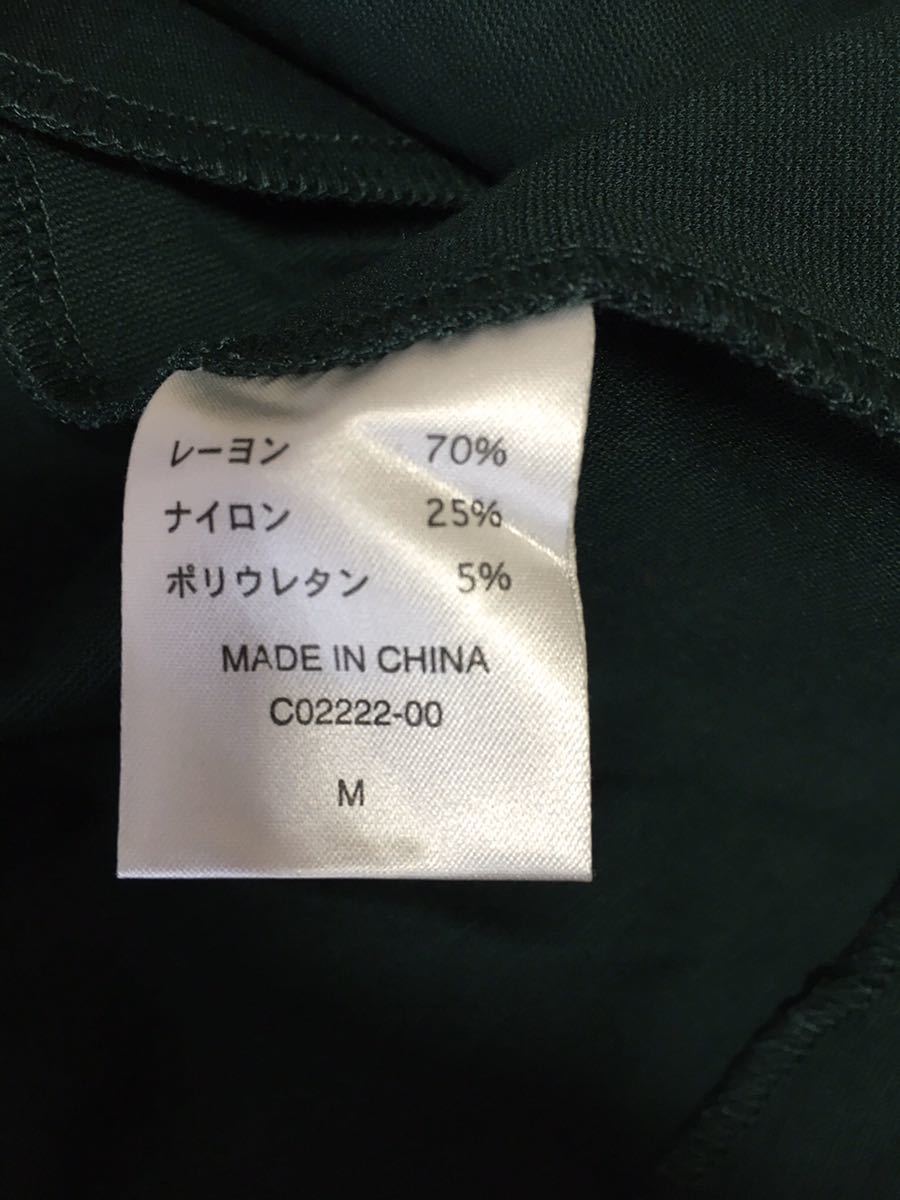 レーヨン 70%
ナイロン 25%
ポリウレタン 5%
MADE IN CHINA
C02222-00
M